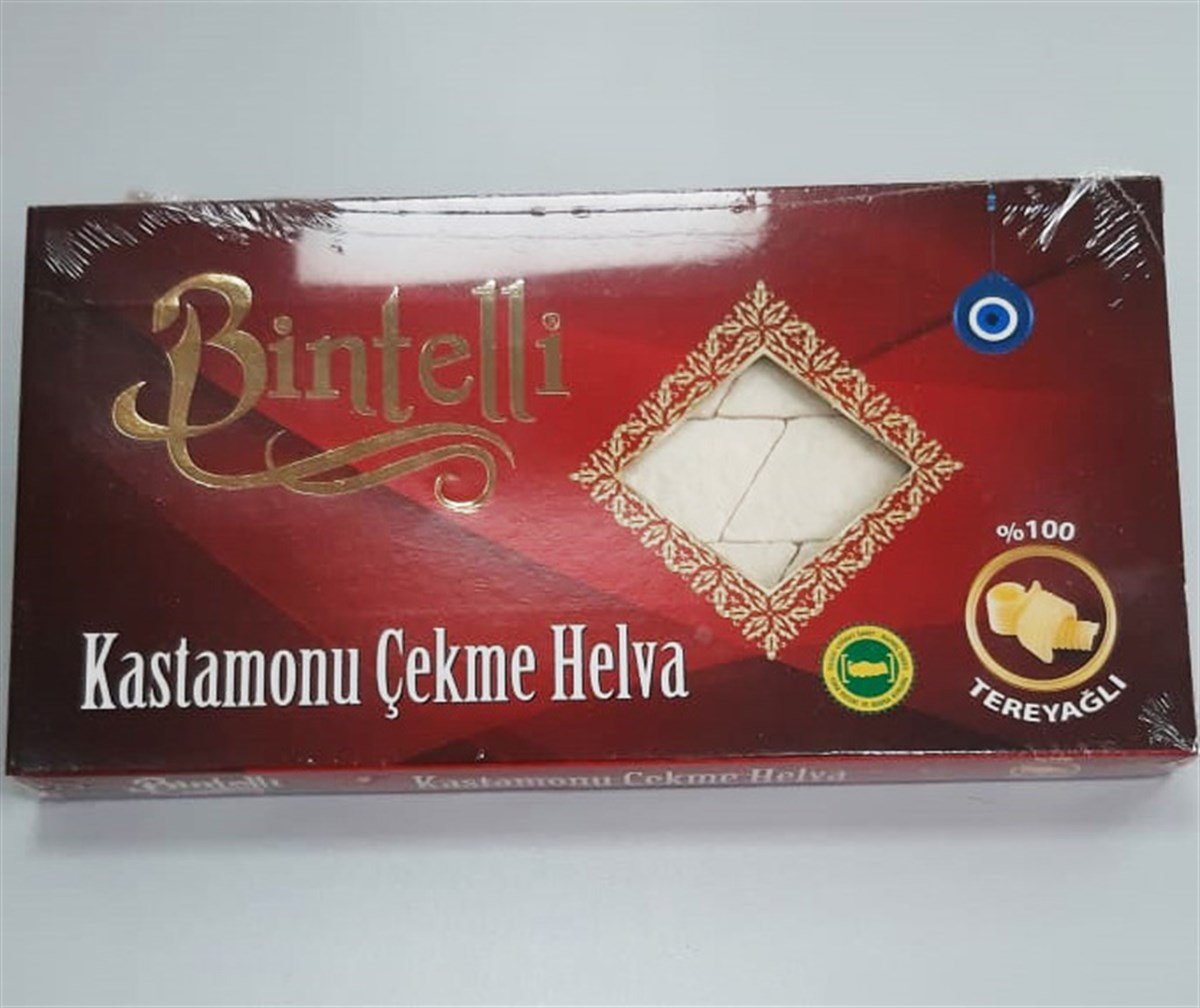 Bintelli
%100
TEREYAĞLI
Kastamonu Çekme Helva
Bintelli
Kastamonu Çekme Helva